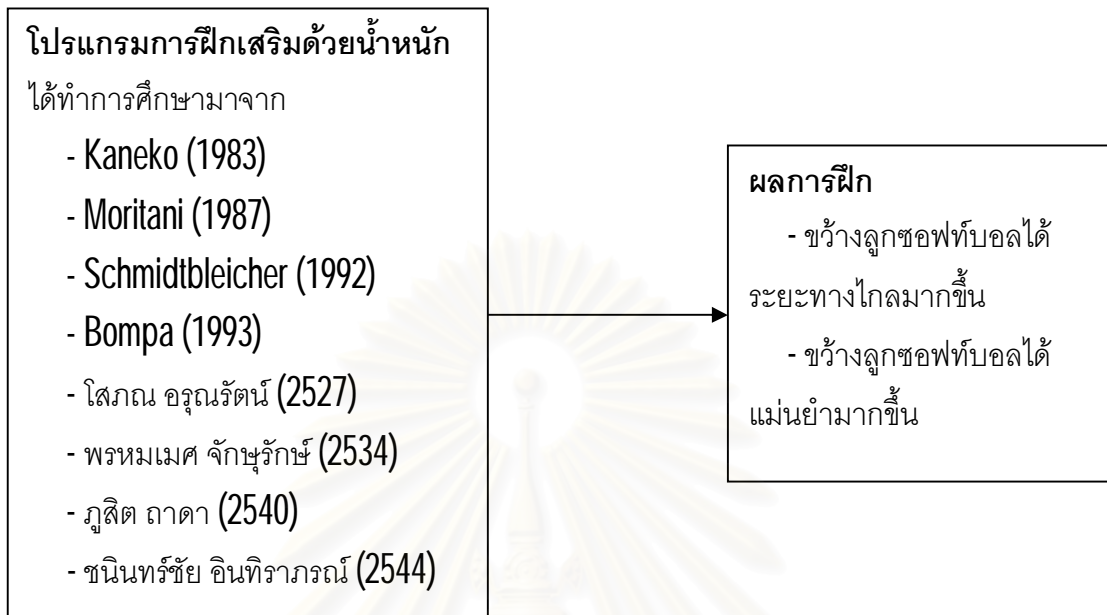 โปรแกรมการฝึกเสริมด้วยน้ำหนัก
ได้ทำการศึกษามาจาก
- Kaneko (1983)
- Moritani (1987)
- Schmidtbleicher (1992)
- Bompa (1993)
- โสภณ อรุณรัตน์ (2527)
- พรหมเมศ จักษุรักษ์ (2534)
- ภูสิต ถาดา (2540)
- ชนินทร์ชัย อินทิราภรณ์ (2544)
ผลการฝึก
- ขว้างลูกซอฟท์บอลได้
ระยะทางไกลมากขึ้น
- ขว้างลูกซอฟท์บอลได้
แม่นยำมากขึ้น